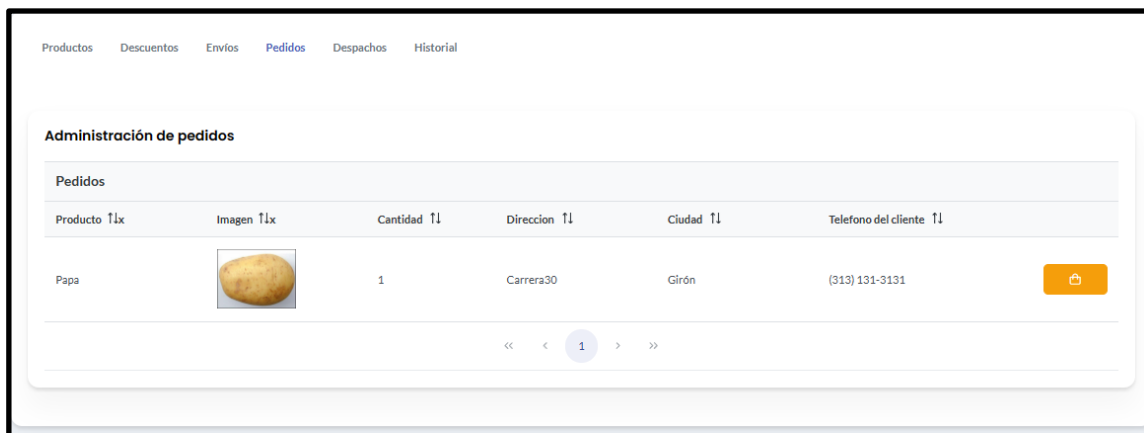 Productos Descuentos Envíos Pedidos Despachos Historial
Administración de pedidos
Pedidos
Producto ↑↓x Imagen ↑↓x Cantidad ↑↓ Direccion ↑↓ Ciudad ↑↓ Telefono del cliente ↑↓
Papa 1 Carrera30 Girón (313) 131-3131
« < 1 > »